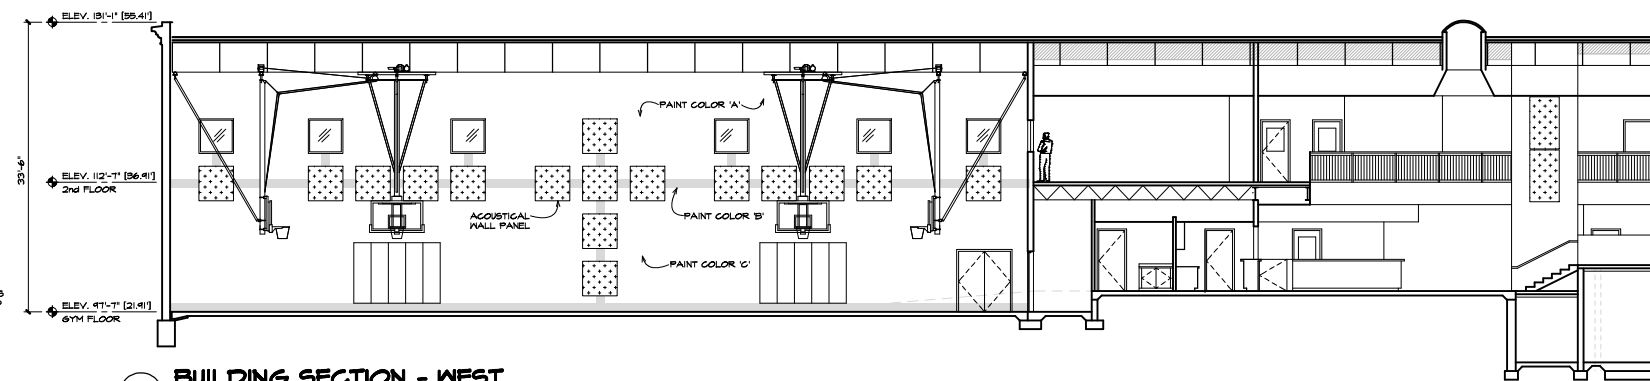 ELEV. 131'-1" [55.41']
PAINT COLOR 'A'
33'-6"
ELEV. 112'-7" [36.91']
2nd FLOOR
ACOUSTICAL
WALL PANEL
PAINT COLOR 'B'
PAINT COLOR 'C'
ELEV. 97'-7" [21.91']
GYM FLOOR
BUILDING SECTION - WEST